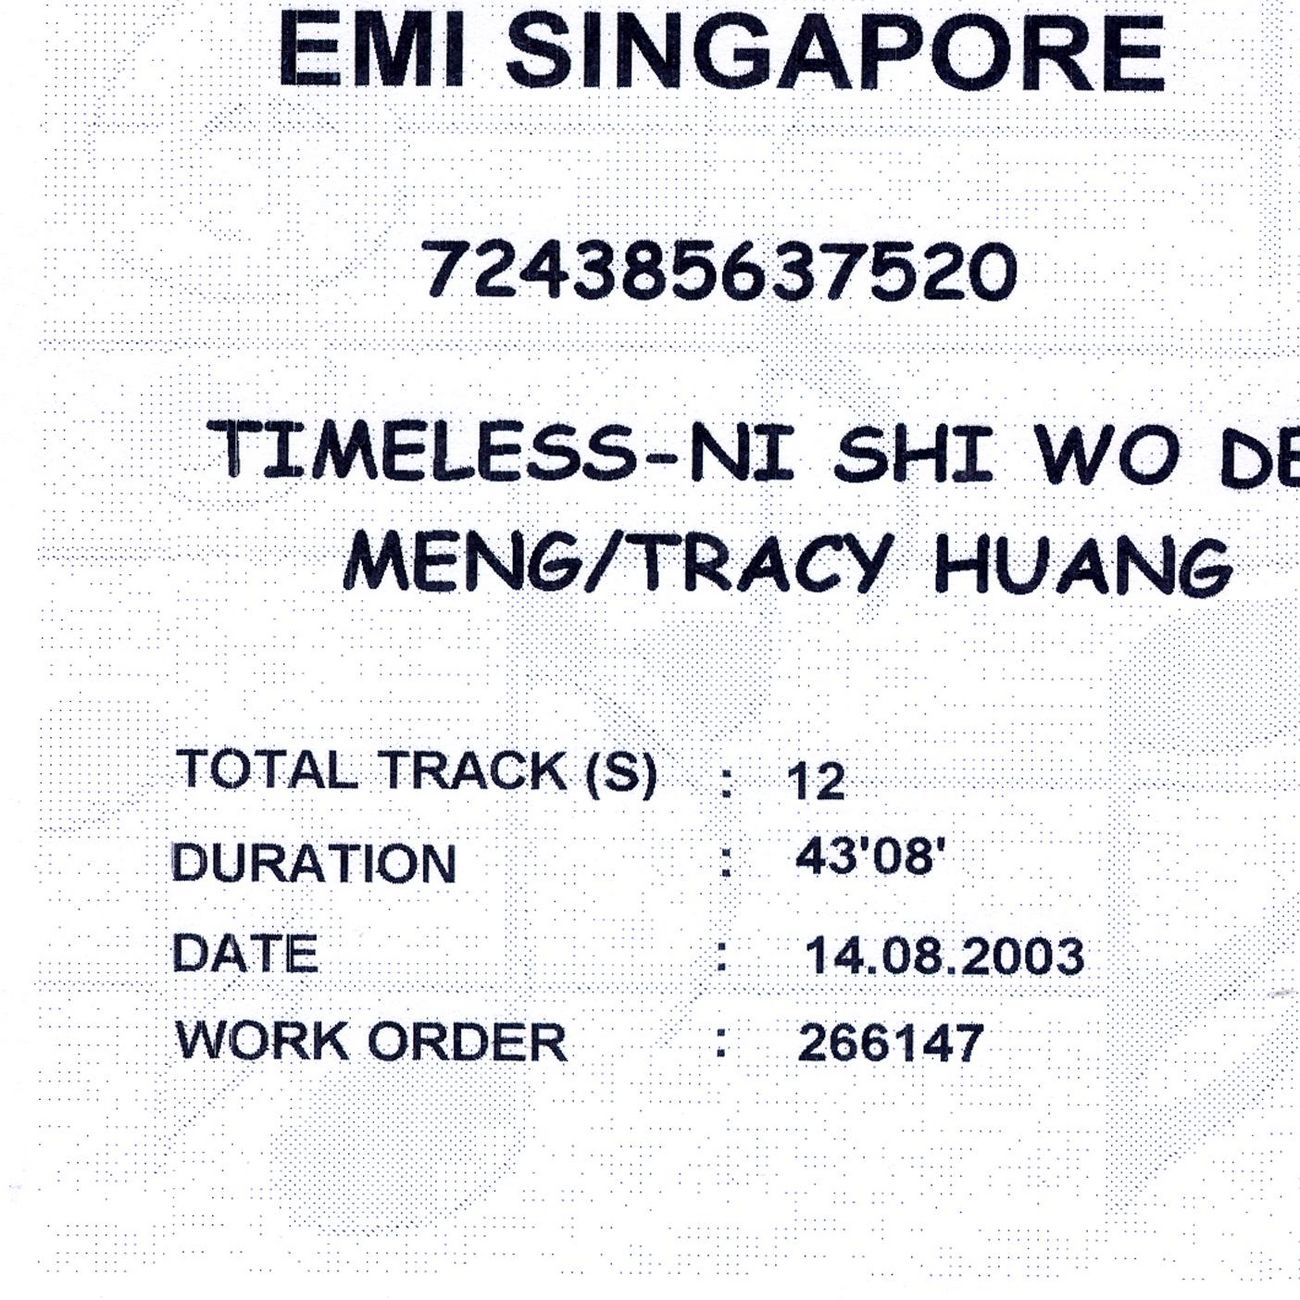 EMI SINGAPORE
724385637520
TIMELESS-NI SHI WO DE
MENG/TRACY HUANG
TOTAL TRACK (S) : 12
DURATION : 43'08'
DATE : 14.08.2003
WORK ORDER : 266147